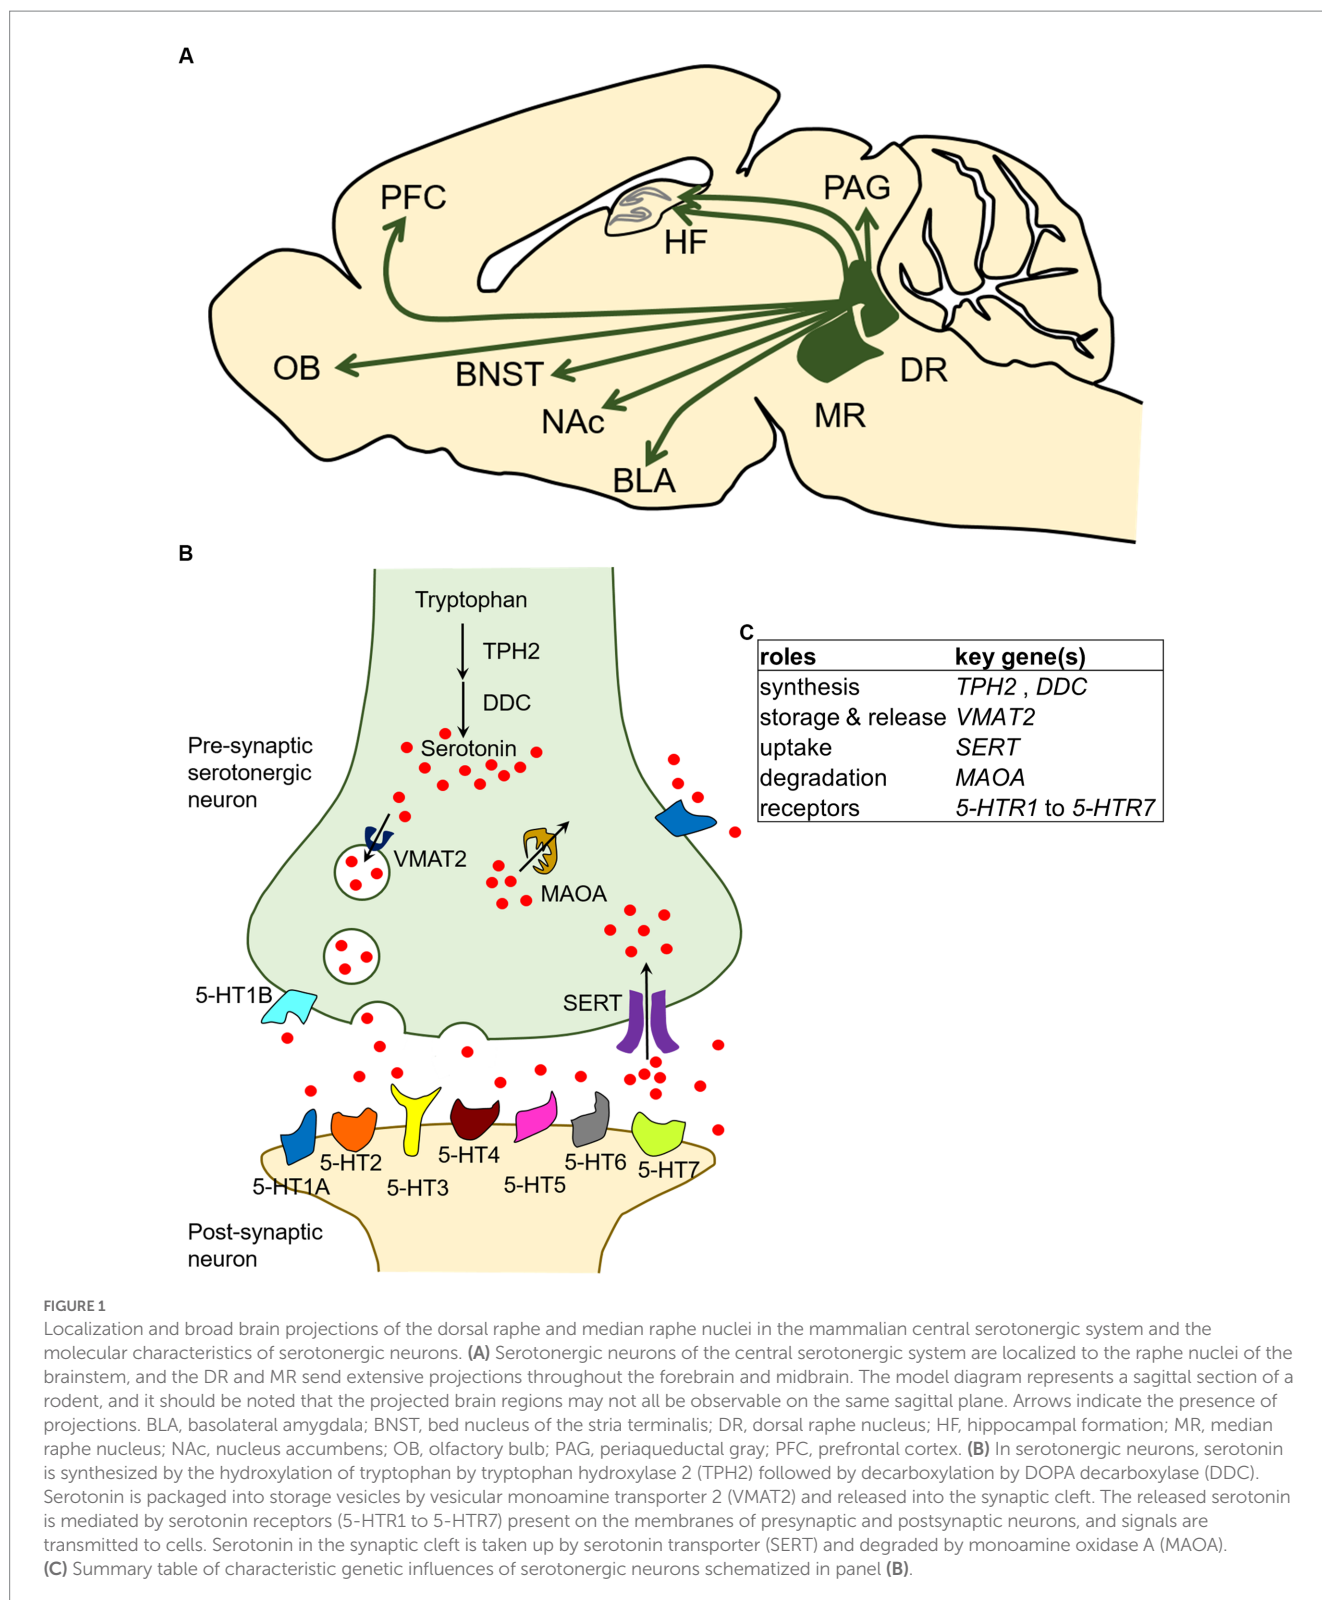 A
PFC
PAG
HF
OB
BNST
NAc
BLA
MR
DR
B
Tryptophan
TPH2
DDC
Serotonin
Pre-synaptic
serotonergic
neuron
VMAT2
MAOA
5-HT1B
SERT
5-HT1A
5-HT2
5-HT3
5-HT4
5-HT5
5-HT6
5-HT7
Post-synaptic
neuron
C
roles key gene(s)
synthesis TPH2 , DDC
storage & release VMAT2
uptake SERT
degradation MAOA
receptors 5-HTR1 to 5-HTR7
FIGURE 1
Localization and broad brain projections of the dorsal raphe and median raphe nuclei in the mammalian central serotonergic system and the
molecular characteristics of serotonergic neurons. (A) Serotonergic neurons of the central serotonergic system are localized to the raphe nuclei of the
brainstem, and the DR and MR send extensive projections throughout the forebrain and midbrain. The model diagram represents a sagittal section of a
rodent, and it should be noted that the projected brain regions may not all be observable on the same sagittal plane. Arrows indicate the presence of
projections. BLA, basolateral amygdala; BNST, bed nucleus of the stria terminalis; DR, dorsal raphe nucleus; HF, hippocampal formation; MR, median
raphe nucleus; NAc, nucleus accumbens; OB, olfactory bulb; PAG, periaqueductal gray; PFC, prefrontal cortex. (B) In serotonergic neurons, serotonin
is synthesized by the hydroxylation of tryptophan by tryptophan hydroxylase 2 (TPH2) followed by decarboxylation by DOPA decarboxylase (DDC).
Serotonin is packaged into storage vesicles by vesicular monoamine transporter 2 (VMAT2) and released into the synaptic cleft. The released serotonin
is mediated by serotonin receptors (5-HTR1 to 5-HTR7) present on the membranes of presynaptic and postsynaptic neurons, and signals are
transmitted to cells. Serotonin in the synaptic cleft is taken up by serotonin transporter (SERT) and degraded by monoamine oxidase A (MAOA).
(C) Summary table of characteristic genetic influences of serotonergic neurons schematized in panel (B).